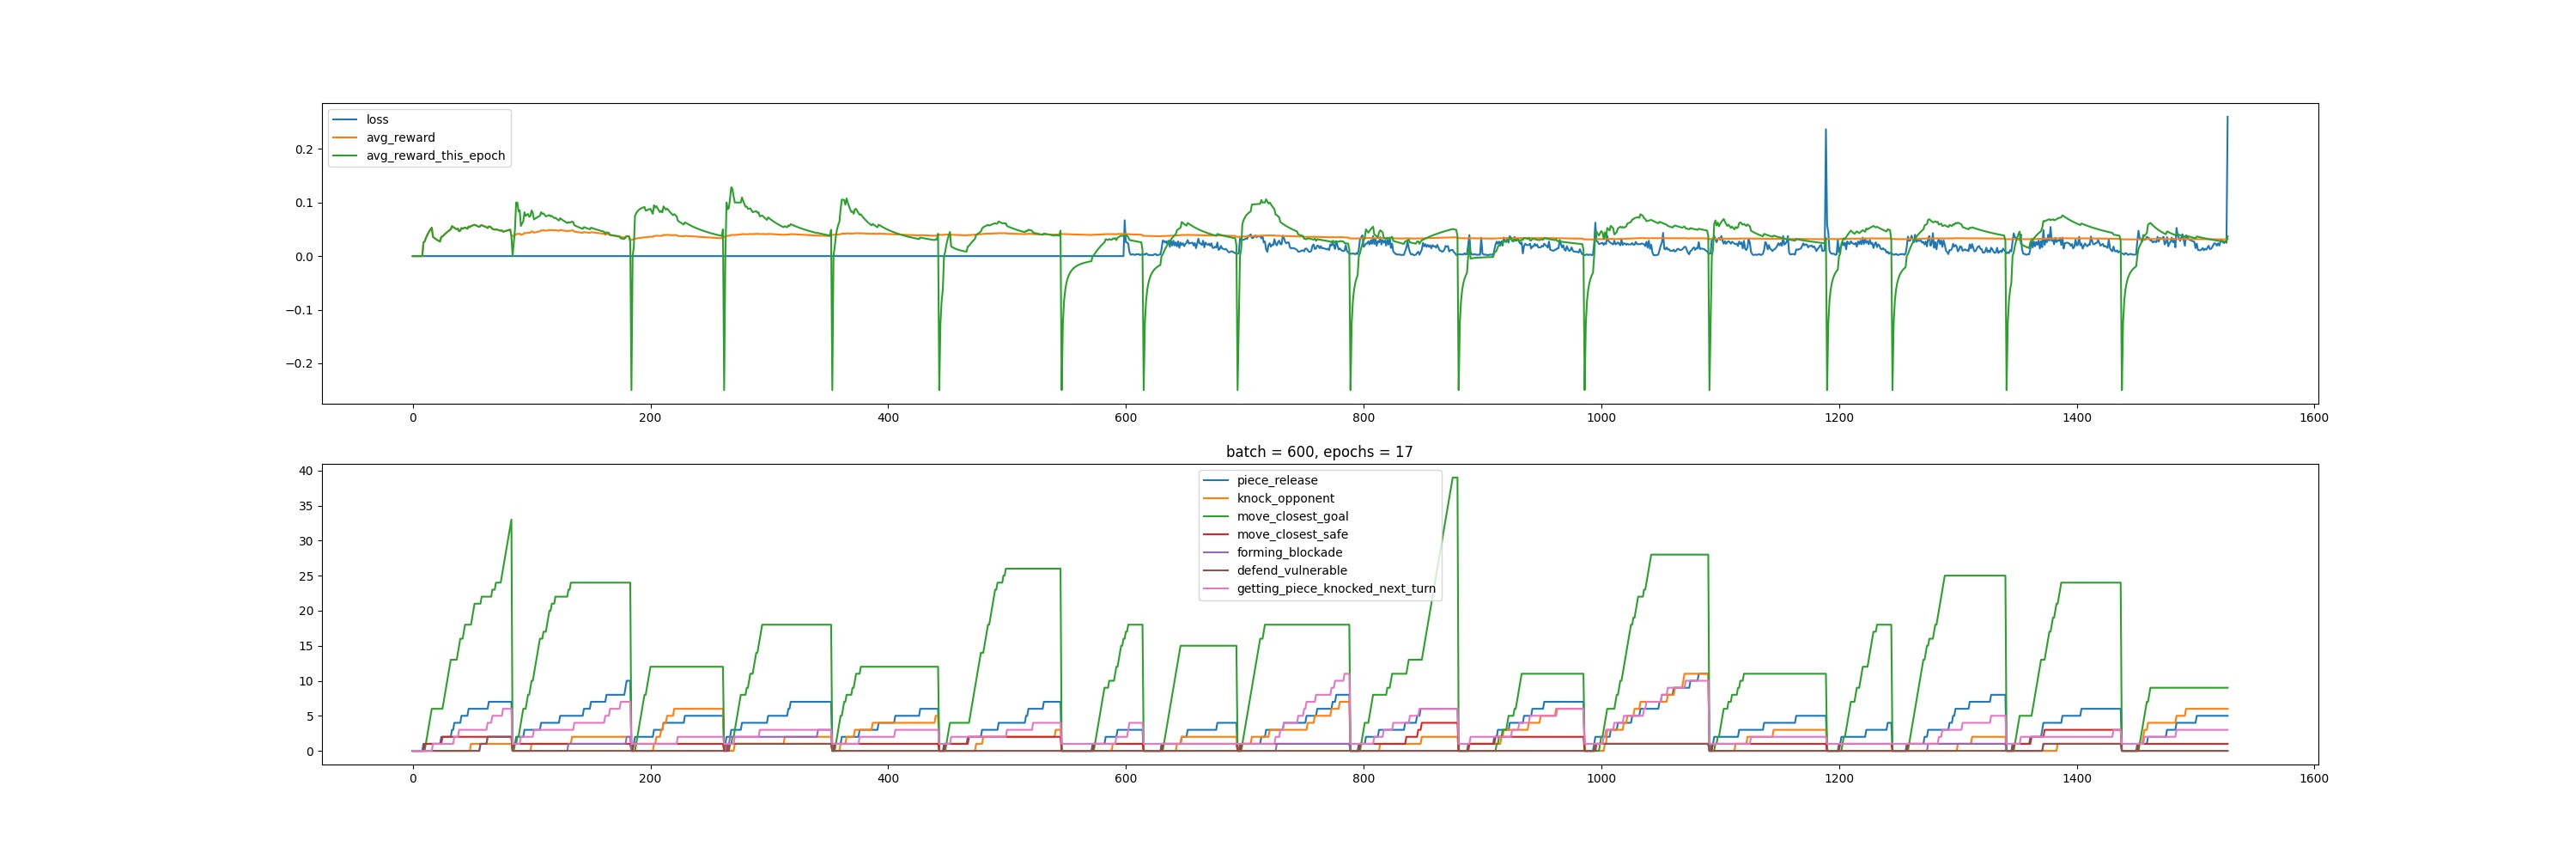 loss
avg_reward
avg_reward_this_epoch
0.2
0.1
0.0
−0.1
−0.2
0 200 400 600 800 1000 1200 1400 1600
batch = 600, epochs = 17
piece_release
knock_opponent
move_closest_goal
move_closest_safe
forming_blockade
defend_vulnerable
getting_piece_knocked_next_turn
40
35
30
25
20
15
10
5
0
0 200 400 600 800 1000 1200 1400 1600